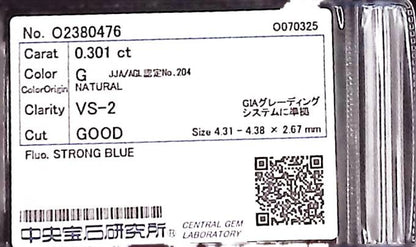 No. O2380476 O070325
Carat 0.301 ct
Color G JJA/AGL認定No.204
ColorOrigin NATURAL
Clarity VS-2 GIAグレーディング
システムに準拠
Cut GOOD Size 4.31 - 4.38 × 2.67 mm
Fluo. STRONG BLUE
中央宝石研究所® CENTRAL GEM
LABORATORY